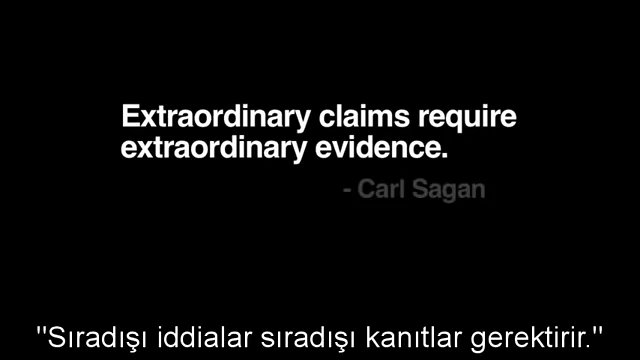 Extraordinary claims require
extraordinary evidence.
- Carl Sagan
"Sıradışı iddialar sıradışı kanıtlar gerektirir."